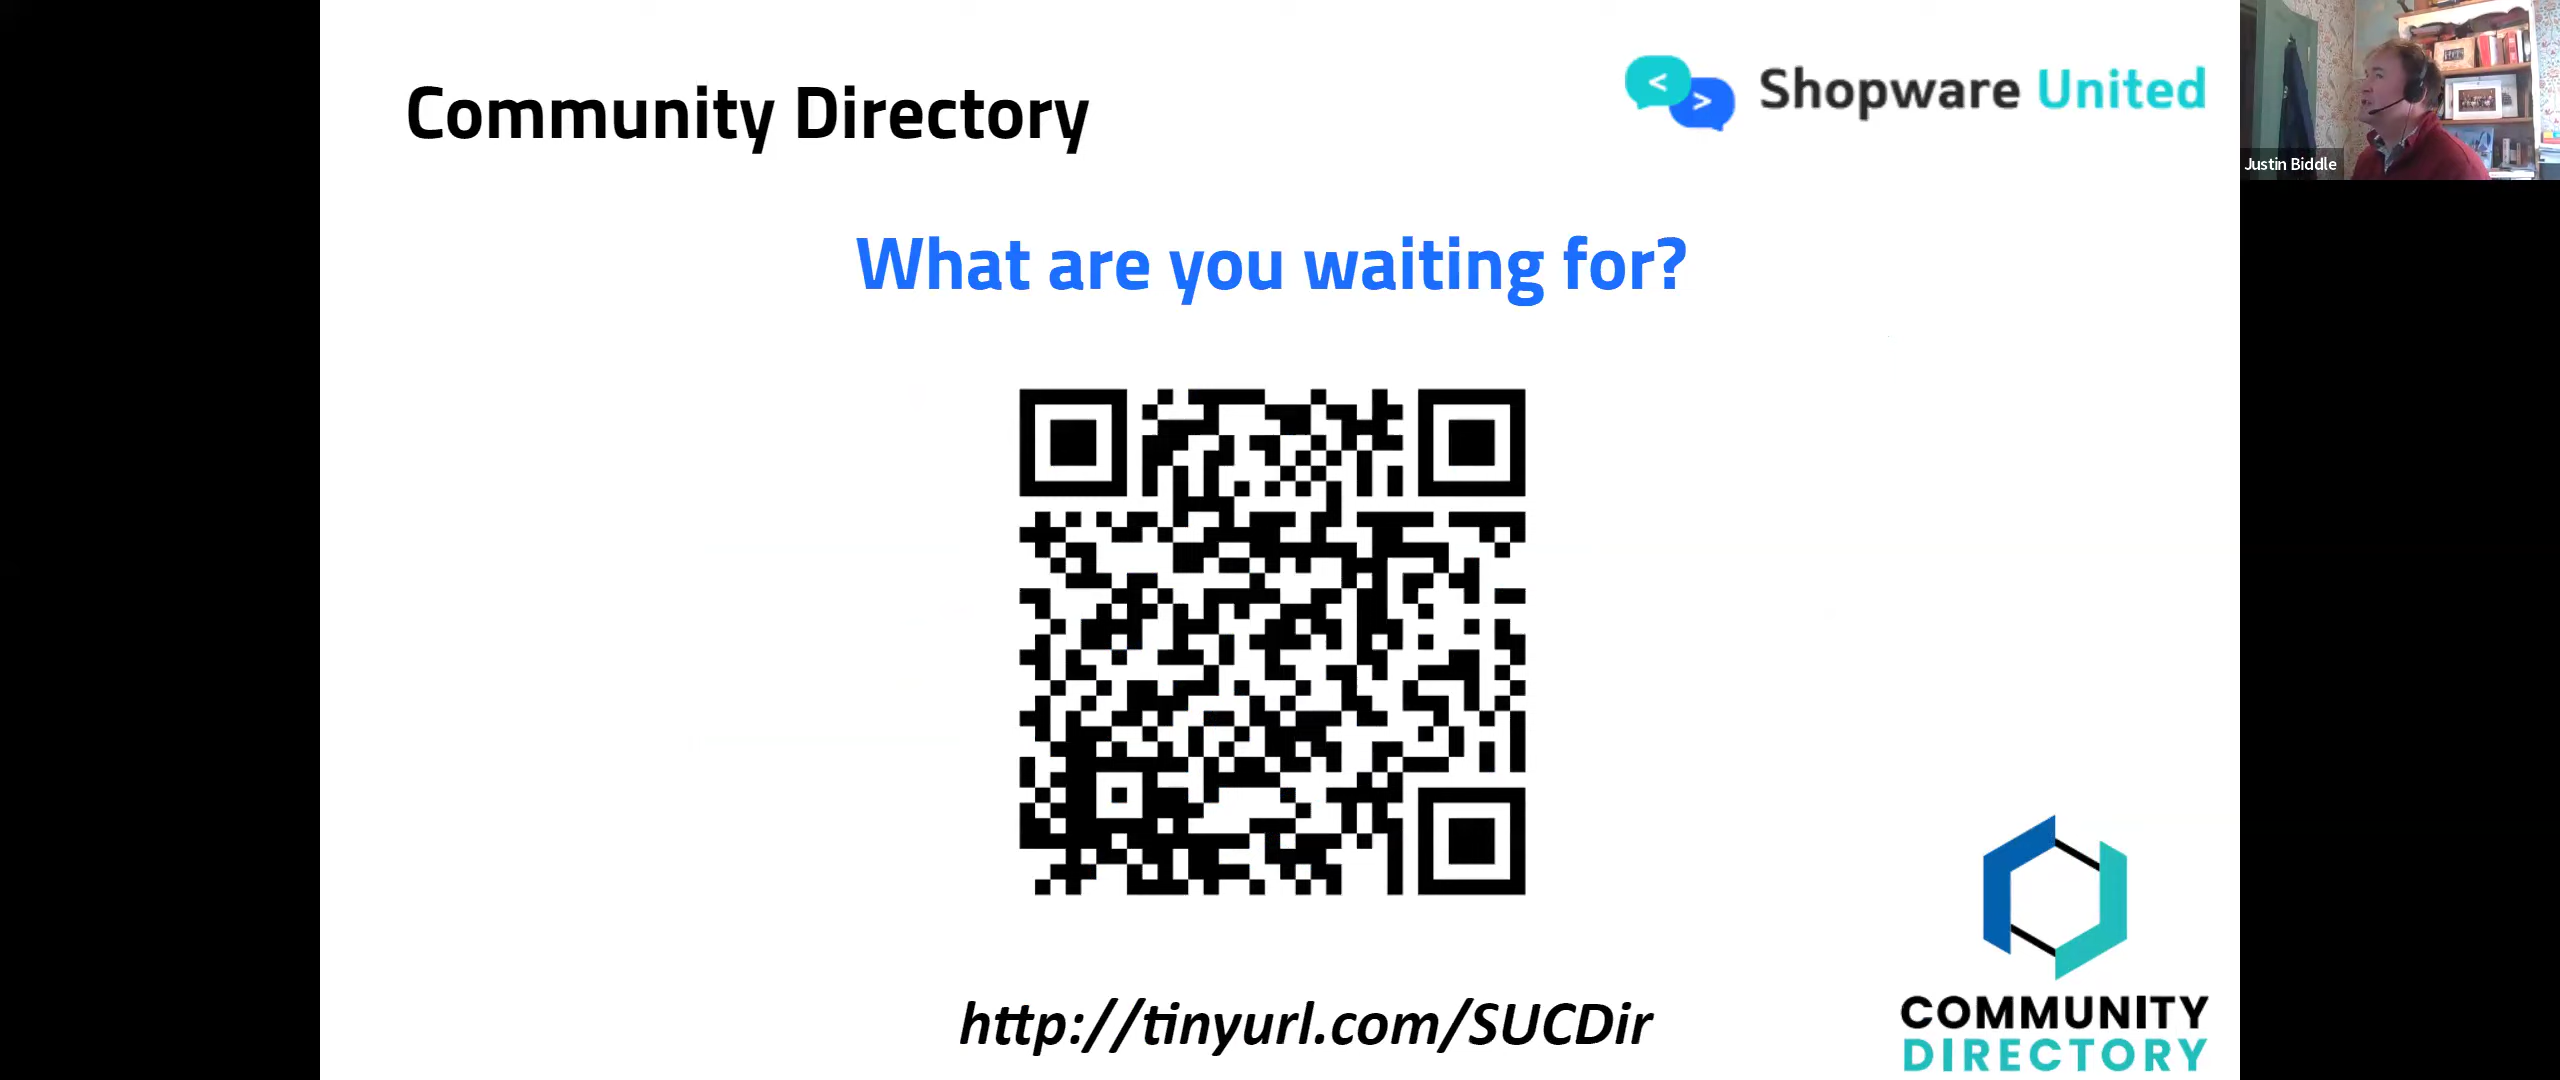 Community Directory
< > Shopware United
Justin Biddle
What are you waiting for?
http://tinyurl.com/SUCDir
COMMUNITY
DIRECTORY